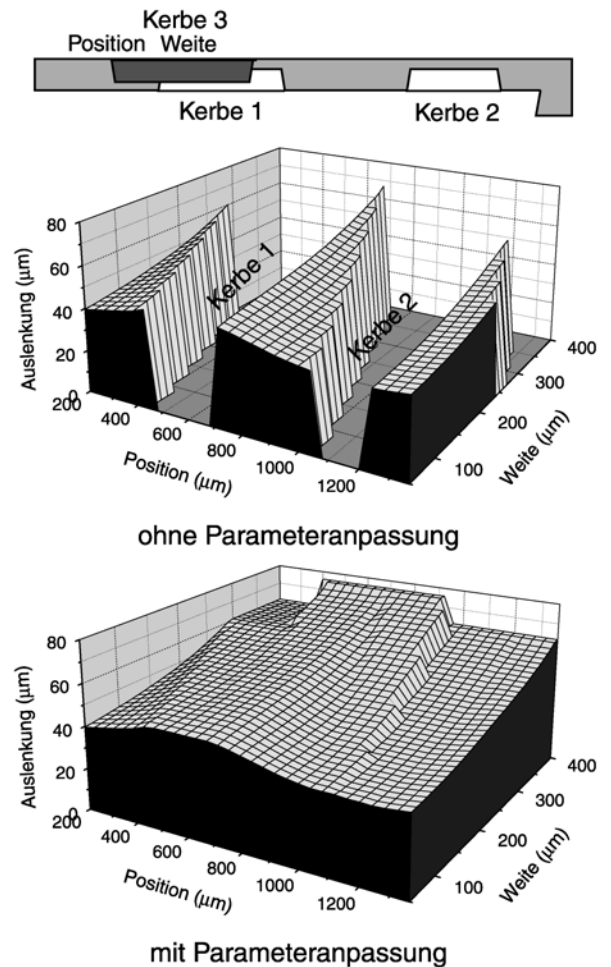 Kerbe 3
Position Weite
Kerbe 1 Kerbe 2
80
60
40
20
0
Auslenkung (μm)
Kerbe 1
Kerbe 2
200
400
600
800
1000
1200
Position (μm)
100
200
300
400
Weite (μm)
ohne Parameteranpassung
80
60
40
20
0
Auslenkung (μm)
200
400
600
800
1000
1200
Position (μm)
100
200
300
400
Weite (μm)
mit Parameteranpassung